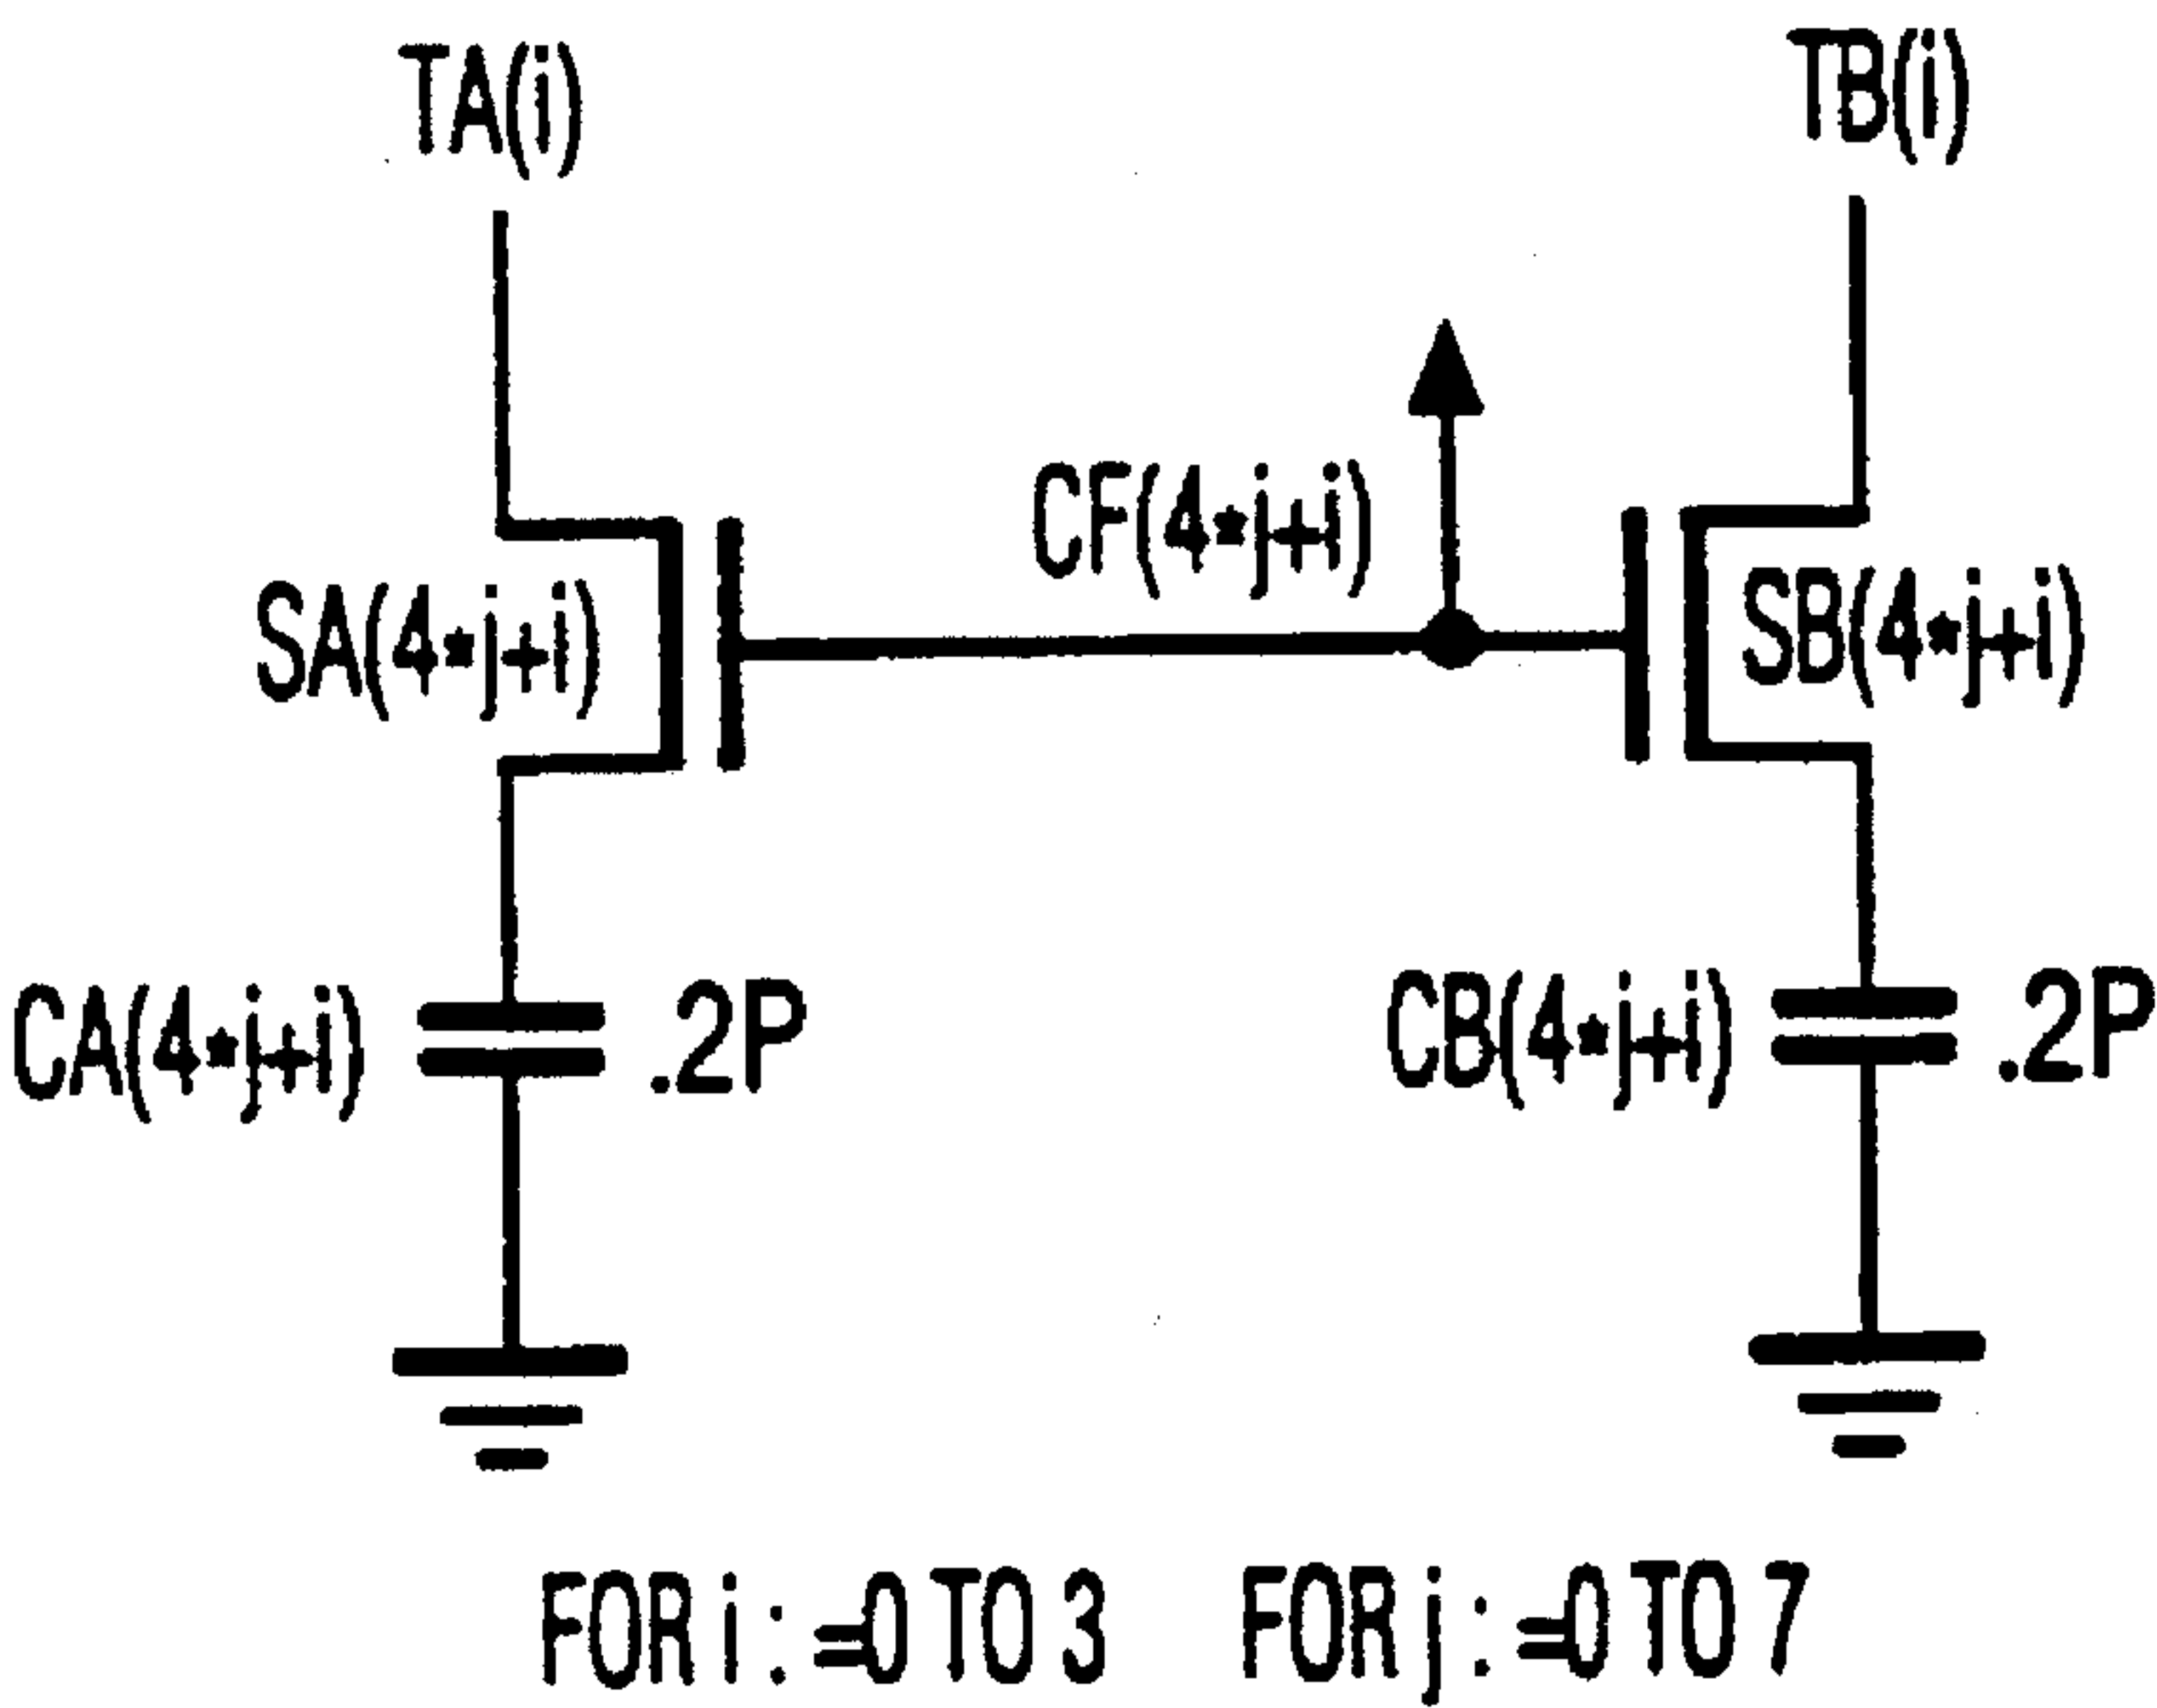 TA(i)
TB(i)
CF(4*j+i)
SA(4*j+i)
SB(4*j+i)
CA(4*j+i)
.2P
CB(4*j+i)
.2P
FOR i:=0 TO 3
FOR j:=0 TO 7